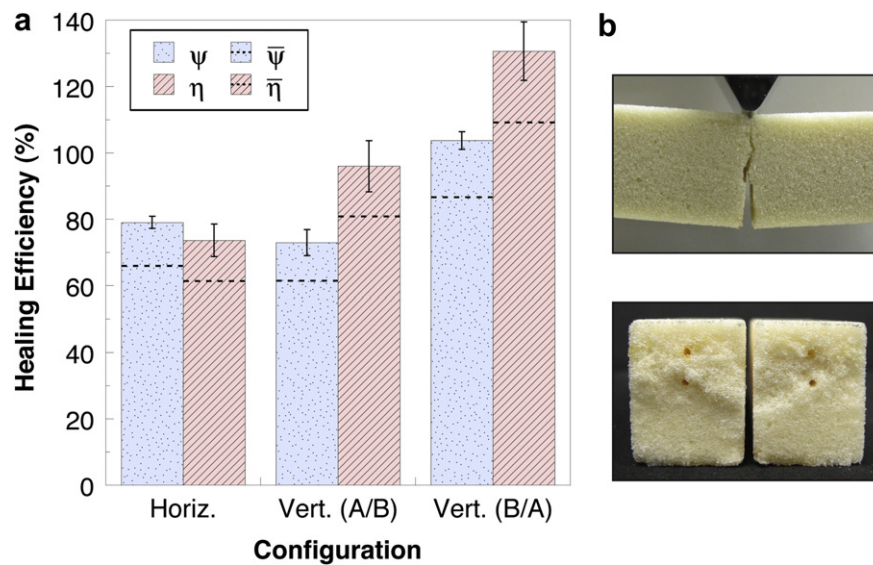 a
b
140
120
100
80
60
40
20
0
Healing Efficiency (%)
ψ
ψ̅
η
η̅
Horiz.
Vert. (A/B)
Vert. (B/A)
Configuration